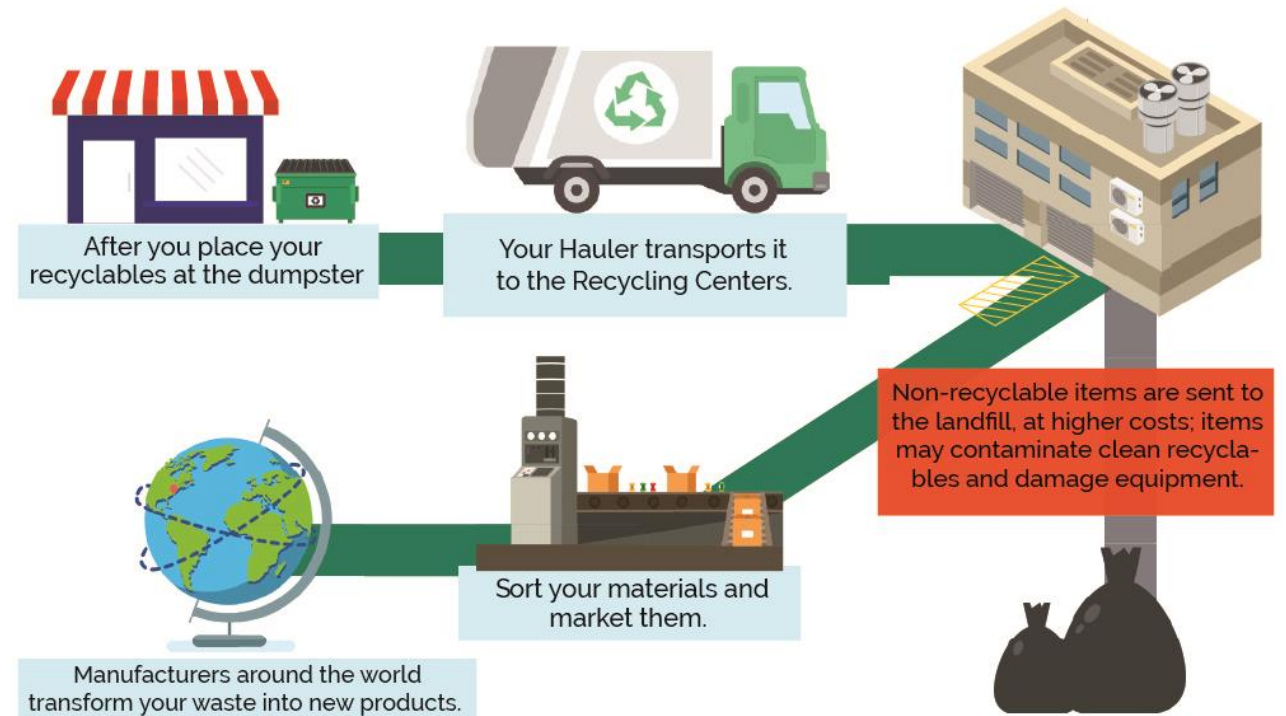 After you place your
recyclables at the dumpster
Your Hauler transports it
to the Recycling Centers.
Non-recyclable items are sent to
the landfill, at higher costs; items
may contaminate clean recycla-
bles and damage equipment.
Sort your materials and
market them.
Manufacturers around the world
transform your waste into new products.